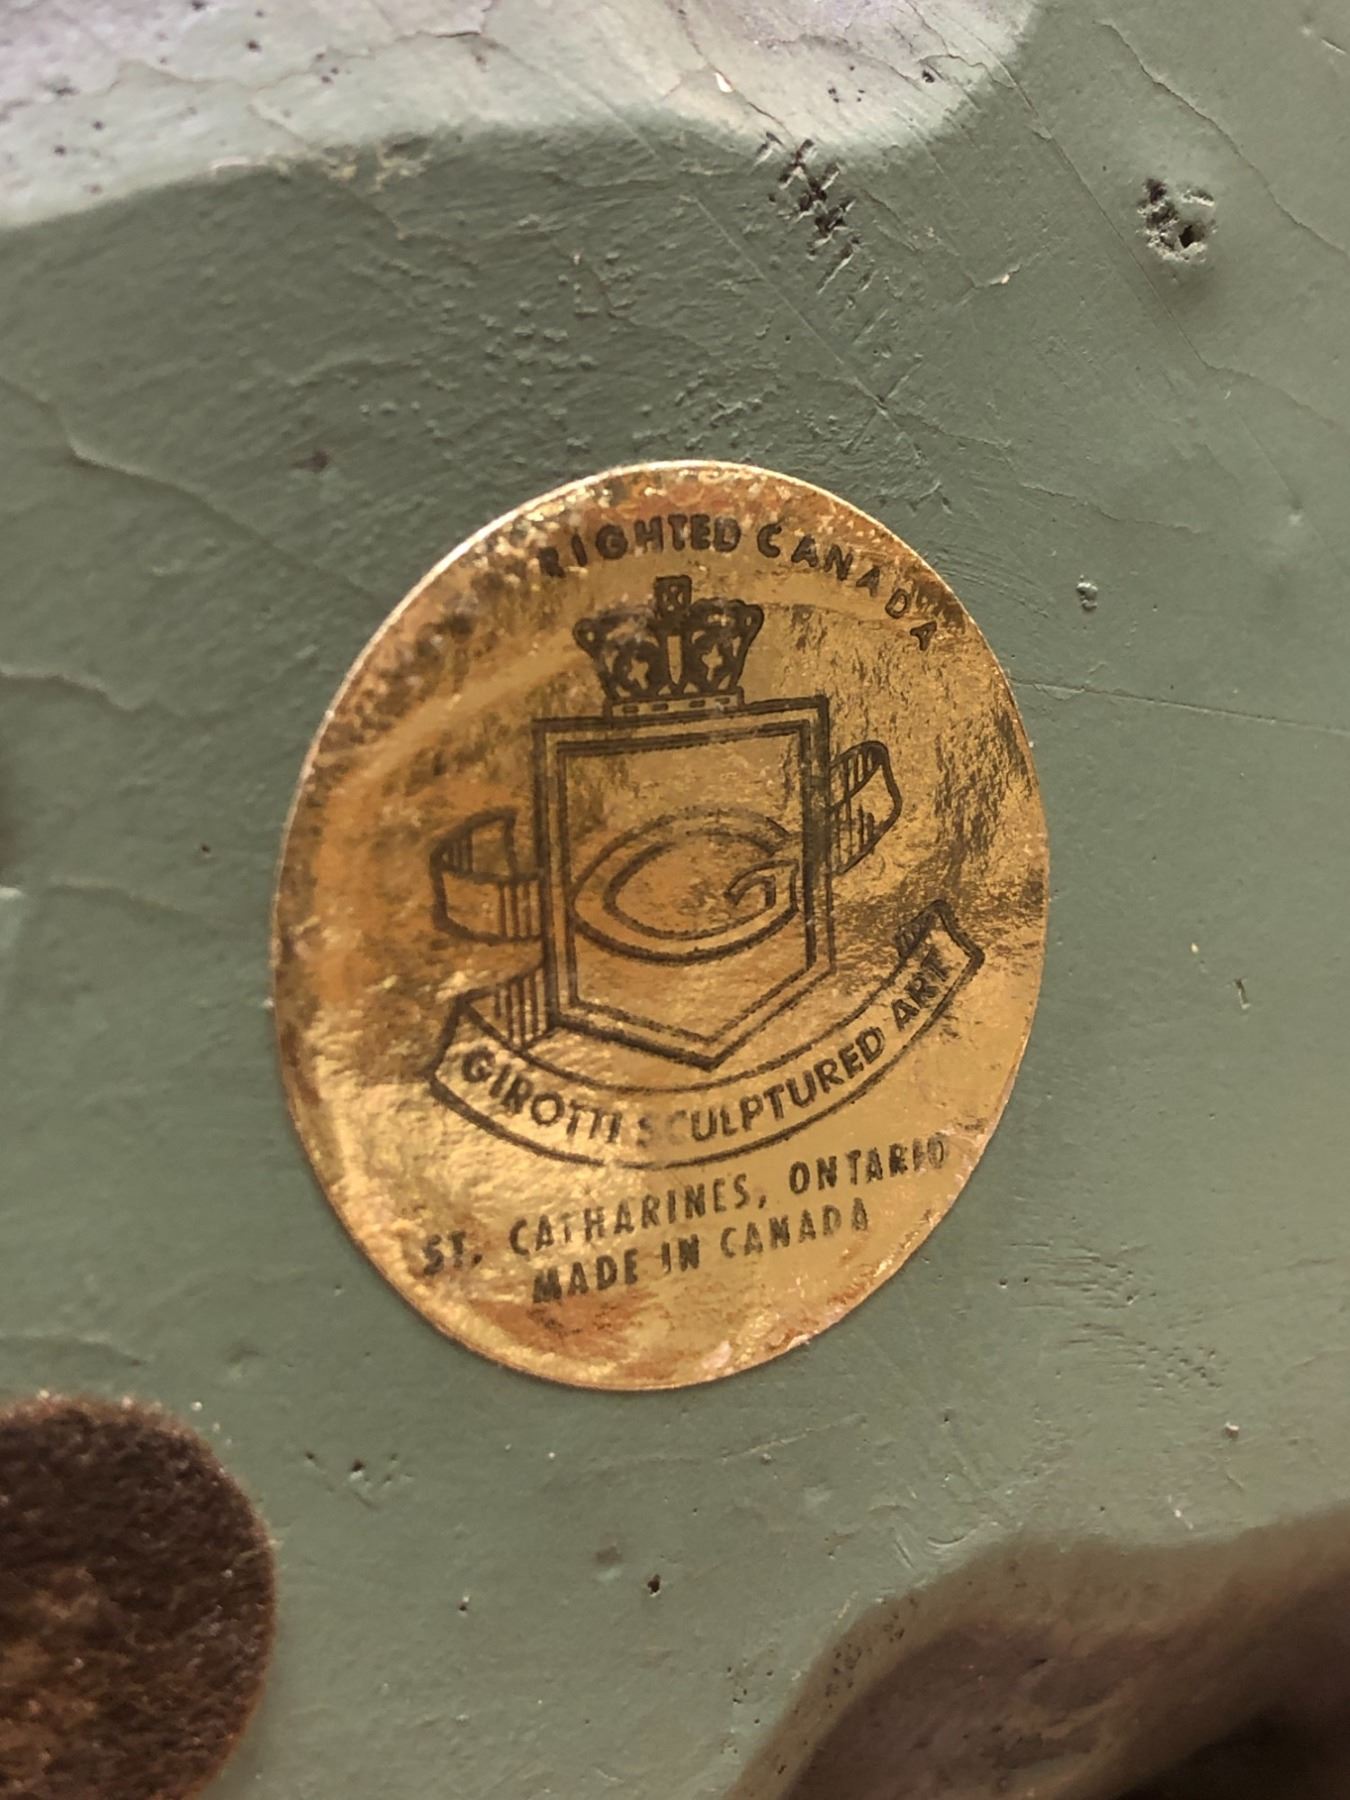 RIGHTED CANADA
G
GIROTTI SCULPTURED ART
ST. CATHARINES, ONTARIO
MADE IN CANADA